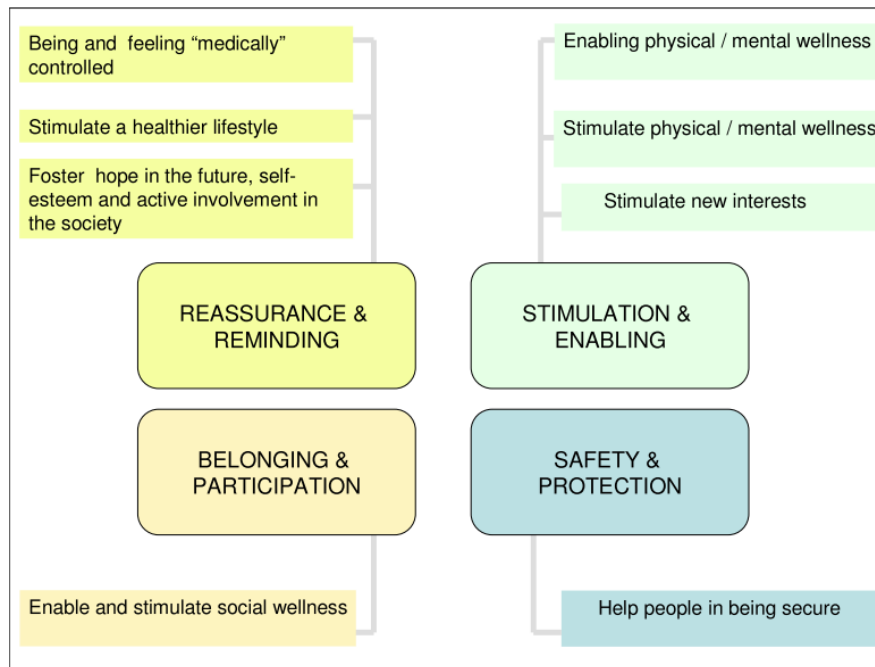 Being and feeling “medically”
controlled
Stimulate a healthier lifestyle
Foster hope in the future, self-
esteem and active involvement in
the society
Enabling physical / mental wellness
Stimulate physical / mental wellness
Stimulate new interests
REASSURANCE &
REMINDING
STIMULATION &
ENABLING
BELONGING &
PARTICIPATION
SAFETY &
PROTECTION
Enable and stimulate social wellness
Help people in being secure